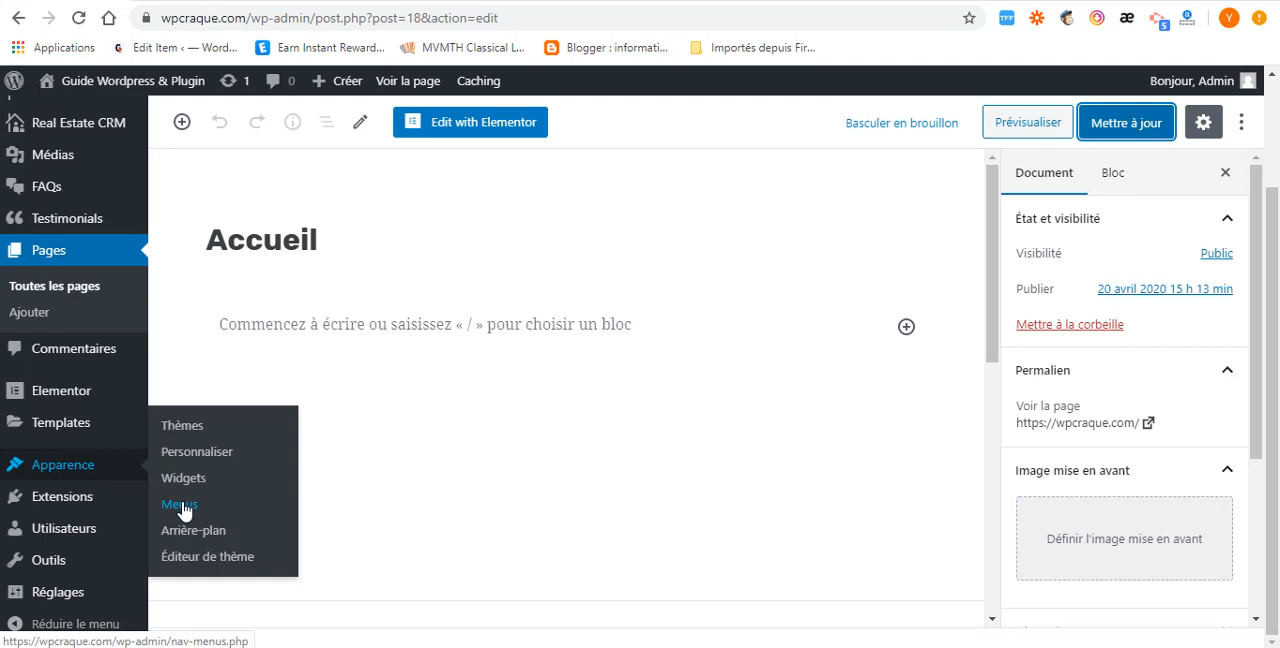 wpcraque.com/wp-admin/post.php?post=18&action=edit
TFF
æ
5
Y
Applications
Edit Item ‹ — Word...
Earn Instant Reward...
MVMTH Classical L...
Blogger : informati...
Importés depuis Fir...
Guide Wordpress & Plugin
1
0
Créer
Voir la page
Caching
Bonjour, Admin
Real Estate CRM
Médias
FAQs
Testimonials
Pages
Toutes les pages
Ajouter
Commentaires
Elementor
Templates
Apparence
Extensions
Utilisateurs
Outils
Réglages
Réduire le menu
Thèmes
Personnaliser
Widgets
Menus
Arrière-plan
Éditeur de thème
Edit with Elementor
Basculer en brouillon
Prévisualiser
Mettre à jour
Accueil
Commencez à écrire ou saisissez « / » pour choisir un bloc
Document
Bloc
État et visibilité
Visibilité
Public
Publier
20 avril 2020 15 h 13 min
Mettre à la corbeille
Permalien
Voir la page
https://wpcraque.com/
Image mise en avant
Définir l'image mise en avant
https://wpcraque.com/wp-admin/nav-menus.php